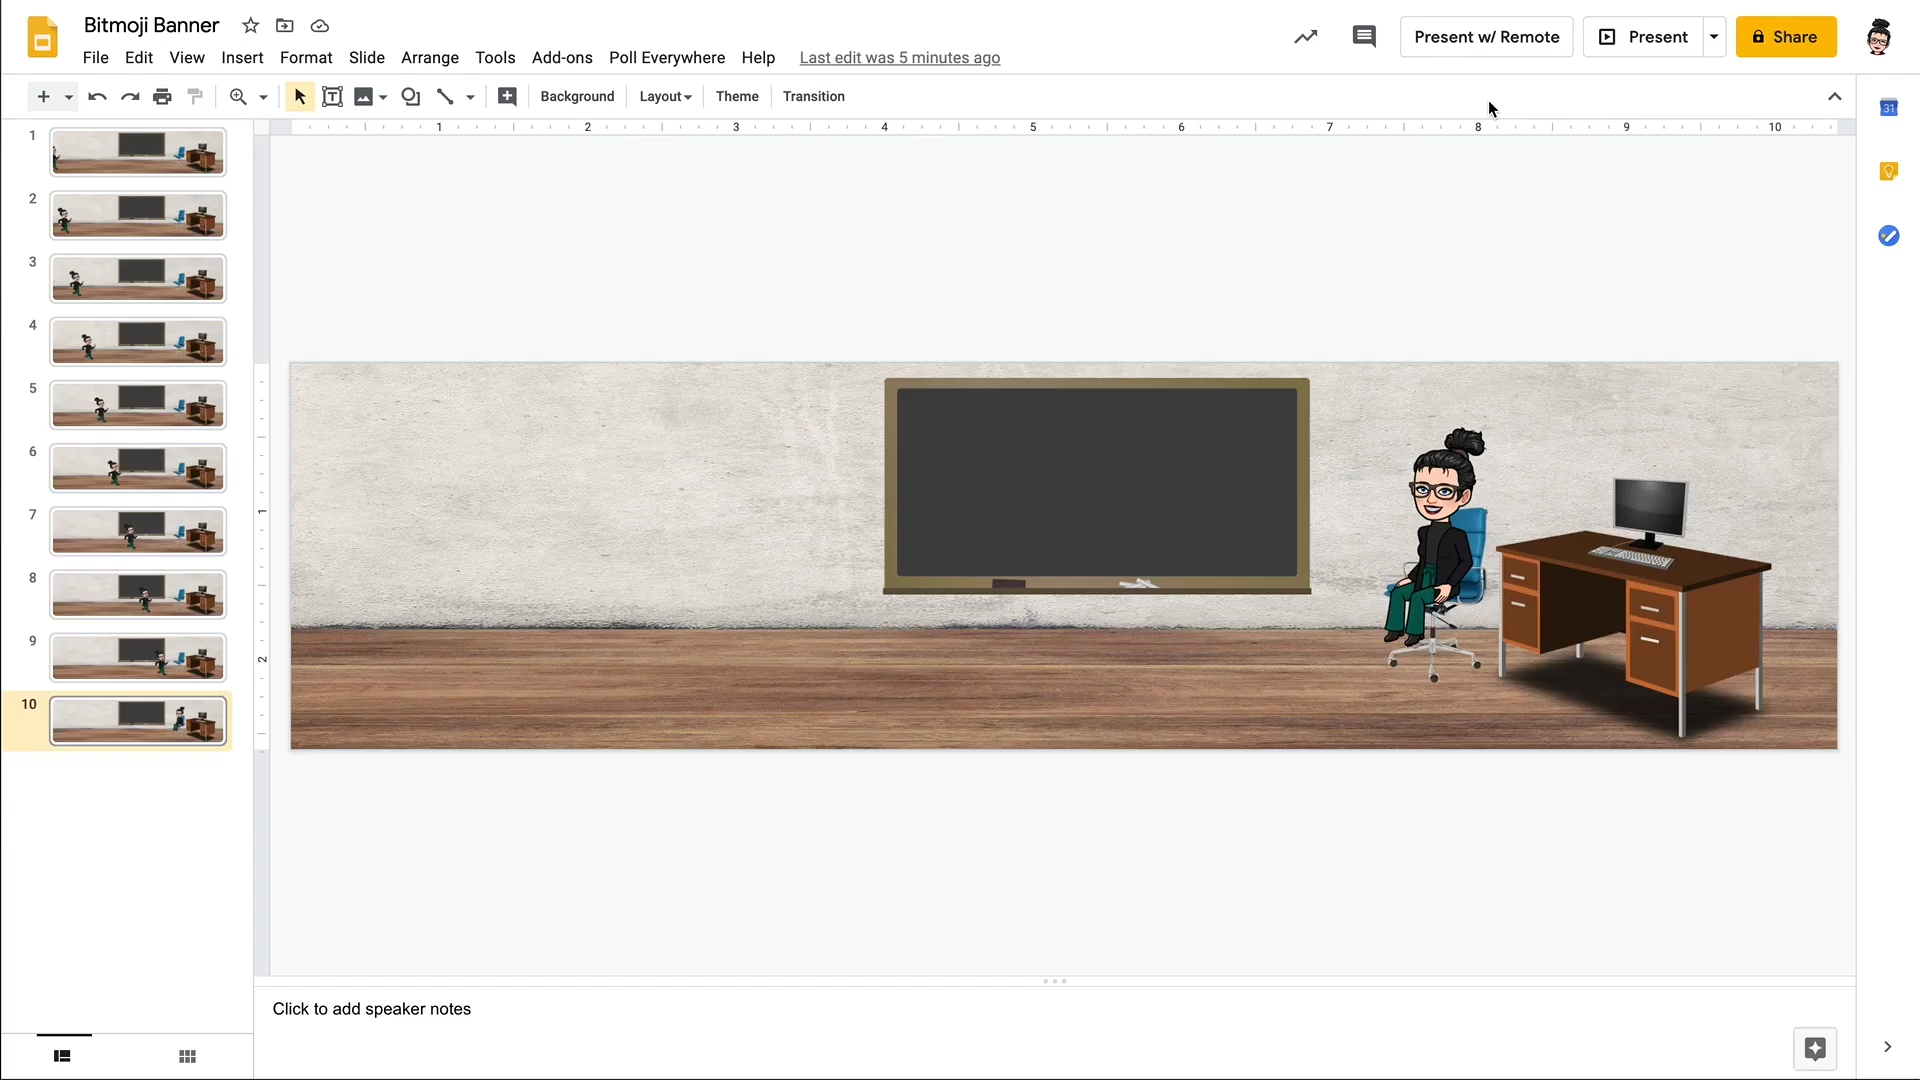 Bitmoji Banner
File Edit View Insert Format Slide Arrange Tools Add-ons Poll Everywhere Help Last edit was 5 minutes ago
Present w/ Remote Present Share
Background Layout Theme Transition
31
1 2 3 4 5 6 7 8 9 10
1
2
3
4
5
6
7
8
9
10
1
2
Click to add speaker notes